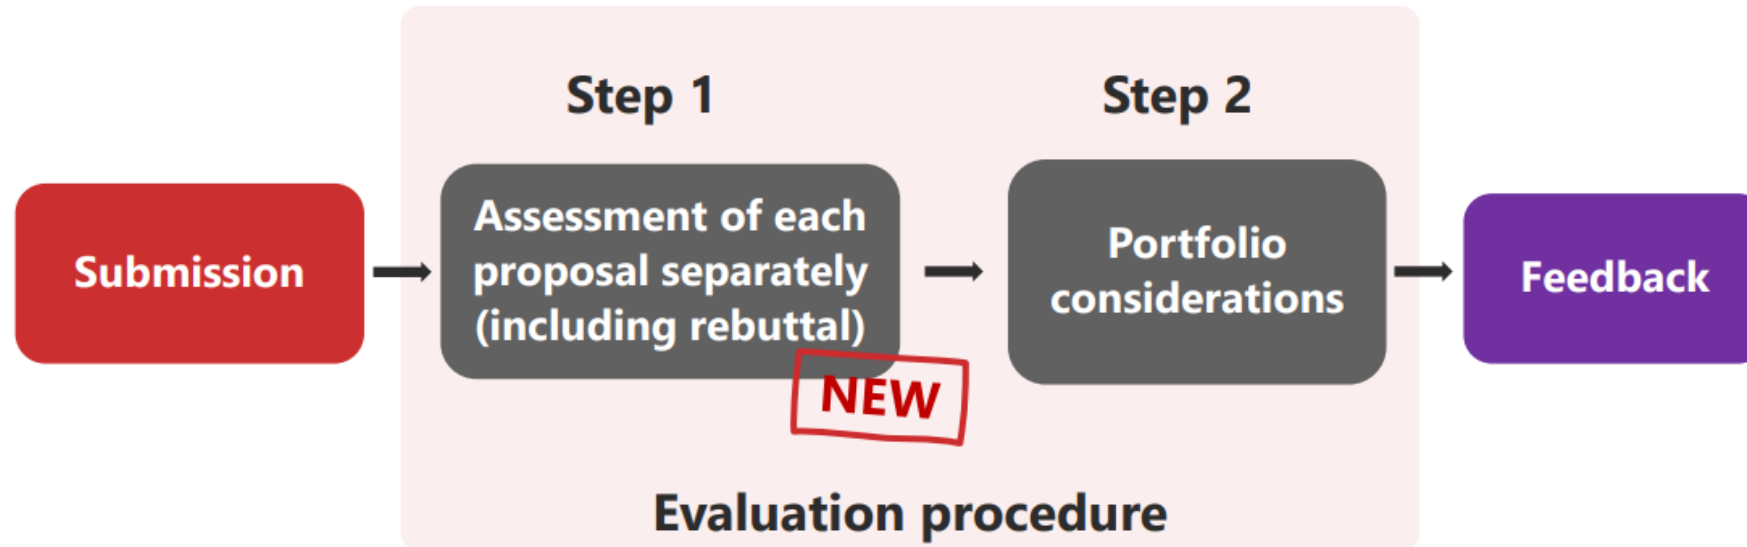 Step 1
Step 2
Submission
Assessment of each
proposal separately
(including rebuttal)
NEW
Portfolio
considerations
Feedback
Evaluation procedure